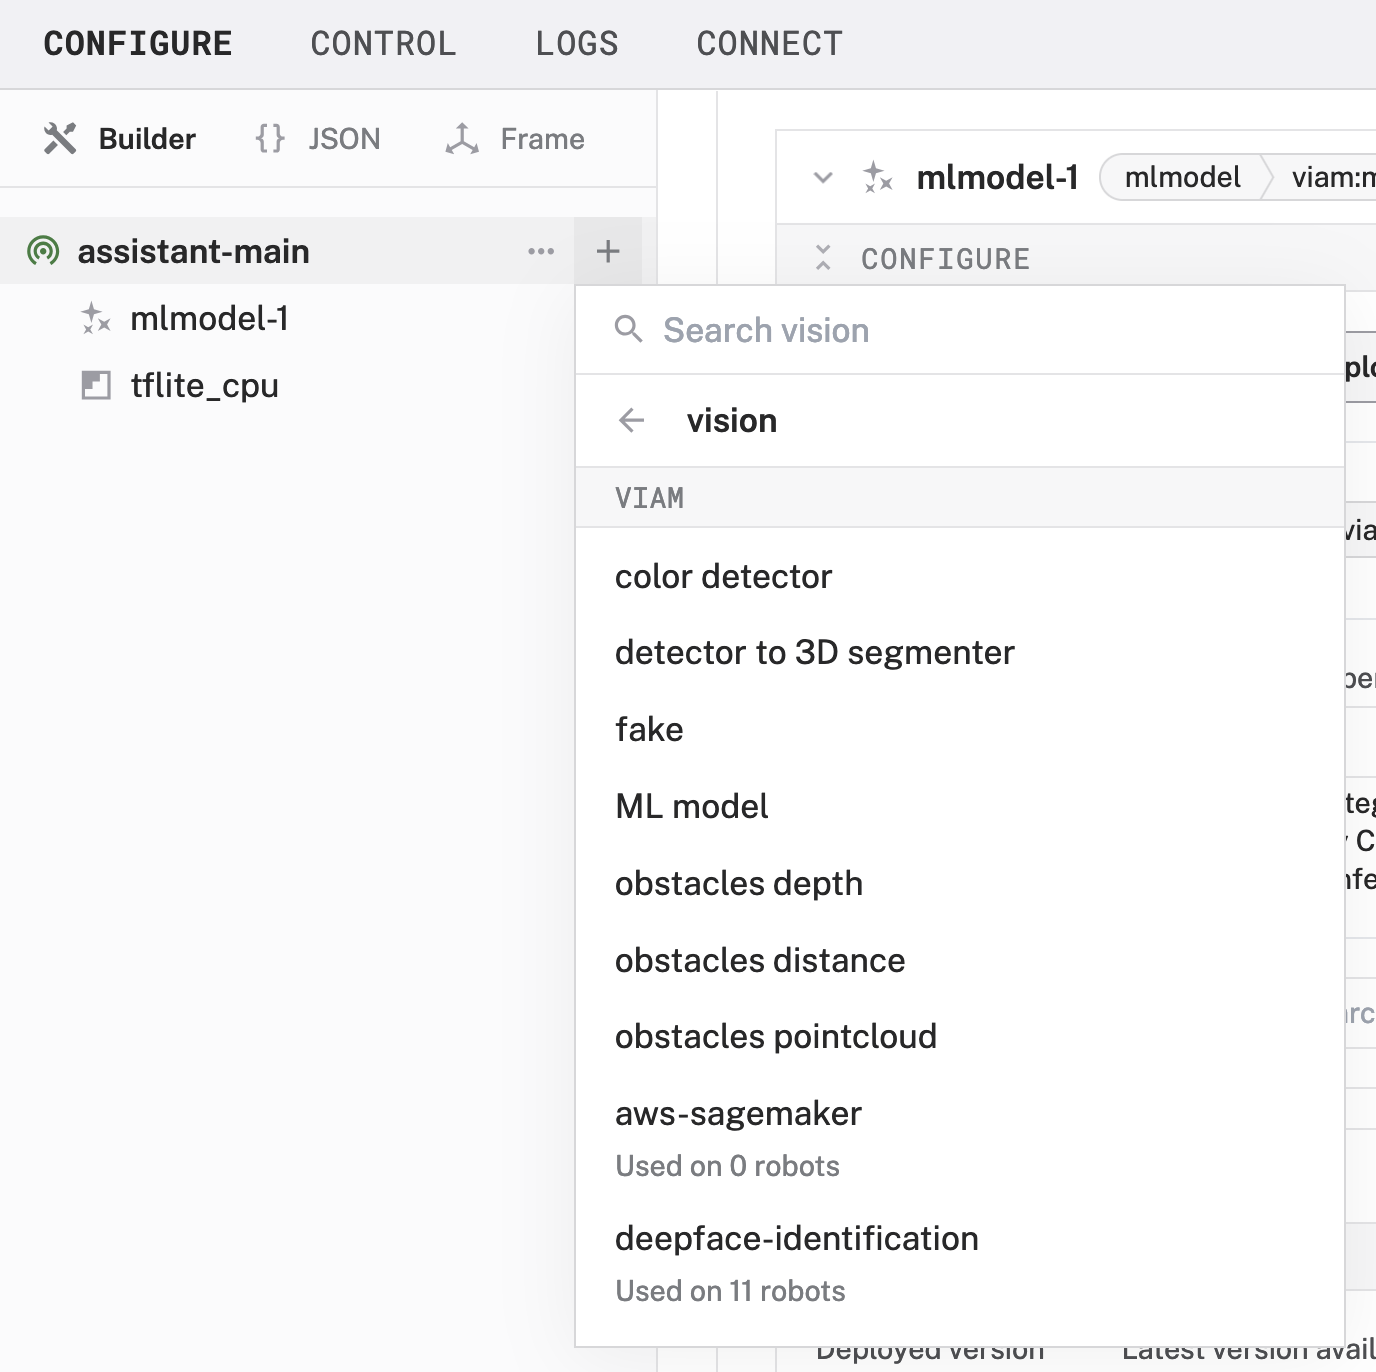 CONFIGURE CONTROL LOGS CONNECT
Builder {} JSON Frame
mlmodel-1 mlmodel
assistant-main
CONFIGURE
mlmodel-1
tflite_cpu
Search vision
vision
VIAM
color detector
detector to 3D segmenter
fake
ML model
obstacles depth
obstacles distance
obstacles pointcloud
aws-sagemaker
Used on 0 robots
deepface-identification
Used on 11 robots
Deployed version Latest version